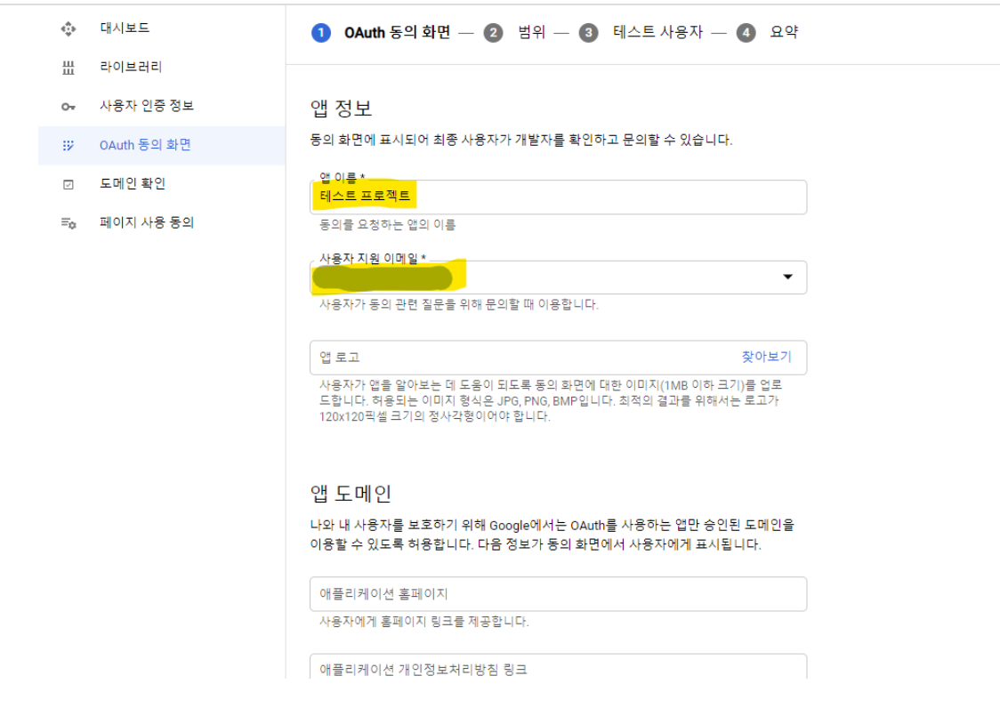 대시보드
라이브러리
사용자 인증 정보
OAuth 동의 화면
도메인 확인
페이지 사용 동의
1 OAuth 동의 화면 — 2 범위 — 3 테스트 사용자 — 4 요약
앱 정보
동의 화면에 표시되어 최종 사용자가 개발자를 확인하고 문의할 수 있습니다.
앱 이름 *
테스트 프로젝트
동의를 요청하는 앱의 이름
사용자 지원 이메일 *
사용자가 동의 관련 질문을 위해 문의할 때 이용합니다.
앱 로고 찾아보기
사용자가 앱을 알아보는 데 도움이 되도록 동의 화면에 대한 이미지(1MB 이하 크기)를 업로
드합니다. 허용되는 이미지 형식은 JPG, PNG, BMP입니다. 최적의 결과를 위해서는 로고가
120x120픽셀 크기의 정사각형이어야 합니다.
앱 도메인
나와 내 사용자를 보호하기 위해 Google에서는 OAuth를 사용하는 앱만 승인된 도메인을
이용할 수 있도록 허용합니다. 다음 정보가 동의 화면에서 사용자에게 표시됩니다.
애플리케이션 홈페이지
사용자에게 홈페이지 링크를 제공합니다.
애플리케이션 개인정보처리방침 링크